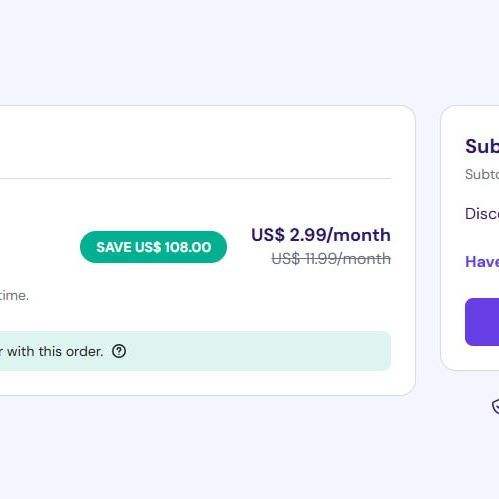 SAVE US$ 108.00
US$ 2.99/month
US$ 11.99/month
time.
with this order.
Sub
Subto
Disc
Have